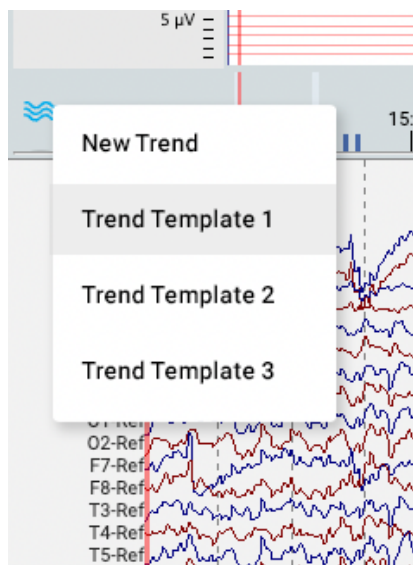 5 µV
15:
New Trend
Trend Template 1
Trend Template 2
Trend Template 3
O2-Ref
F7-Ref
F8-Ref
T3-Ref
T4-Ref
T5-Ref